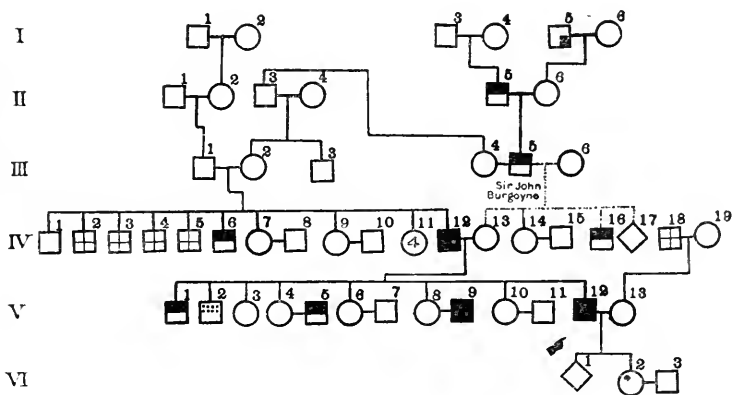 I 1 2 3 4 5 6
II 1 2 3 4 5 6
III 1 2 3 4 5 6
Sir John
Burgoyne
IV 1 2 3 4 5 6 7 8 9 10 11 12 13 14 15 16 17 18 19
4
V 1 2 3 4 5 6 7 8 9 10 11 12 13
VI 1 2 3